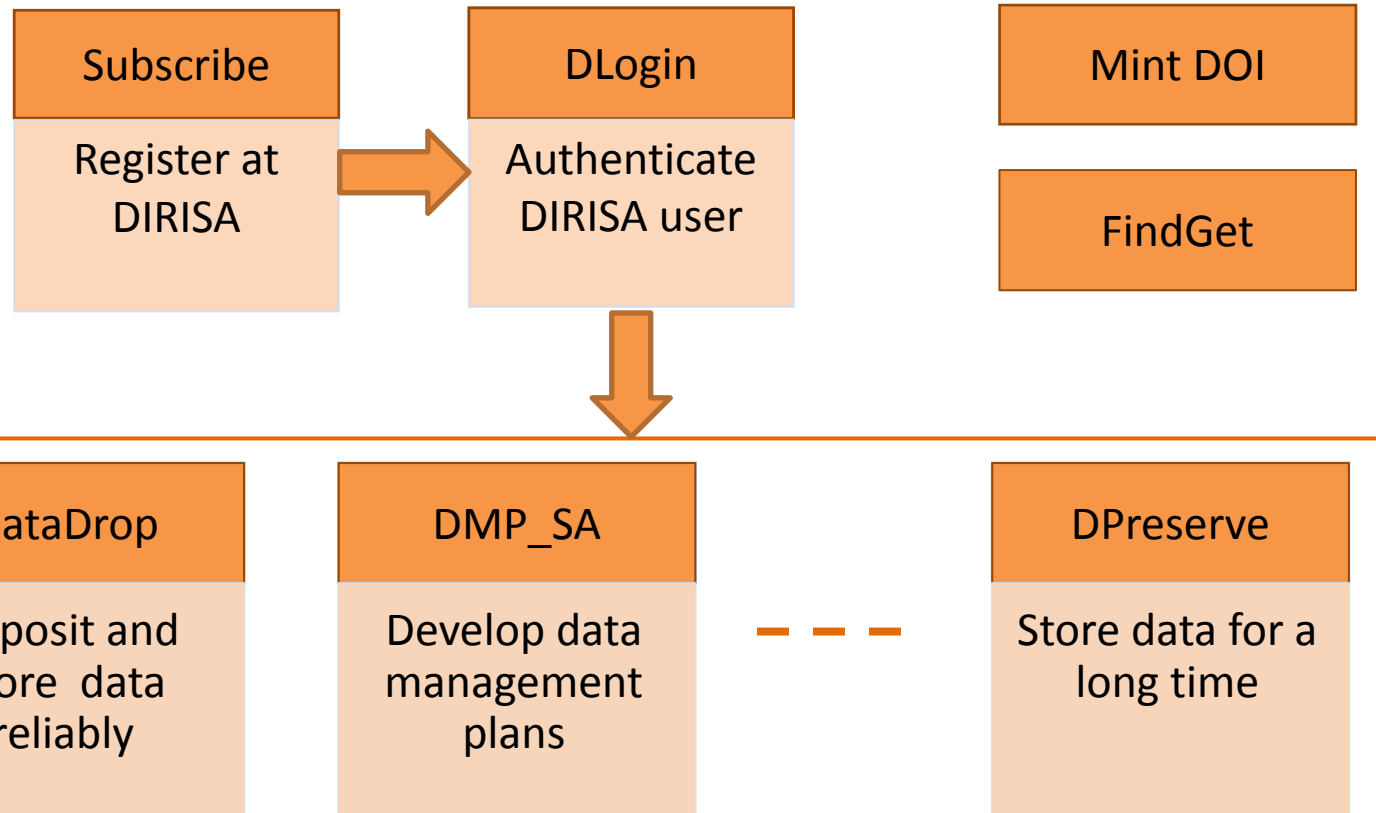 Subscribe
Register at
DIRISA
DLogin
Authenticate
DIRISA user
Mint DOI
FindGet
ataDrop
posit and
ore data
reliably
DMP_SA
Develop data
management
plans
DPreserve
Store data for a
long time